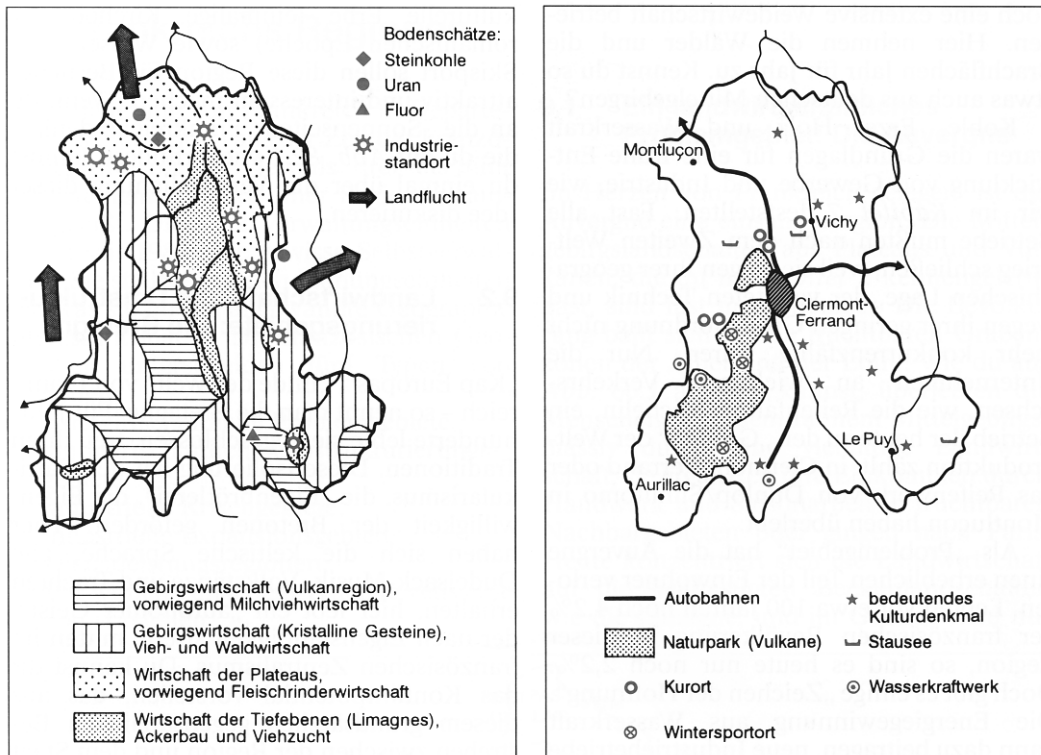 Bodenschätze:
Steinkohle
Uran
Fluor
Industrie-
standort
Landflucht
Gebirgswirtschaft (Vulkanregion),
vorwiegend Milchviehwirtschaft
Gebirgswirtschaft (Kristalline Gesteine),
Vieh- und Waldwirtschaft
Wirtschaft der Plateaus,
vorwiegend Fleischrinderwirtschaft
Wirtschaft der Tiefebenen (Limagnes),
Ackerbau und Viehzucht
Montluçon
Vichy
Clermont-
Ferrand
Le Puy
Aurillac
Autobahnen
Naturpark (Vulkane)
Kurort
Wintersportort
bedeutendes
Kulturdenkmal
Stausee
Wasserkraftwerk